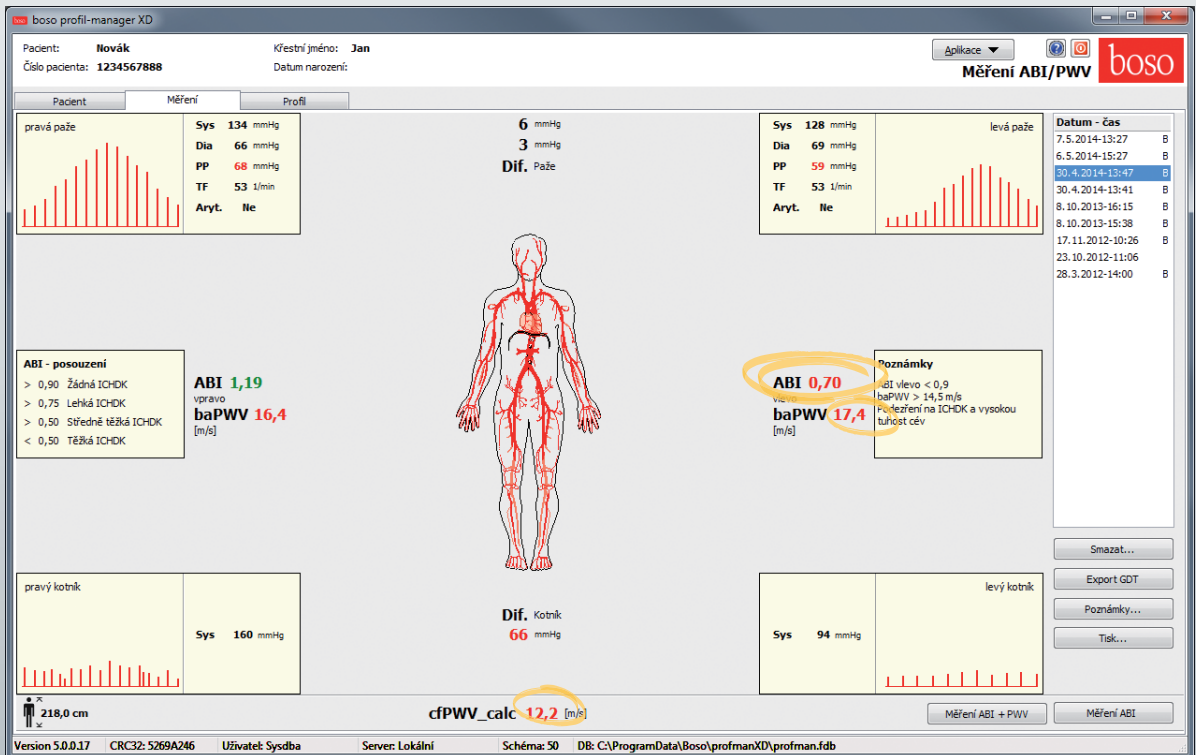 boso profil-manager XD
Pacient: Novák Křestní jméno: Jan
Číslo pacienta: 1234567888 Datum narození:
Aplikace
Měření ABI/PWV
boso
Pacient Měření Profil
pravá paže
Sys 134 mmHg
Dia 66 mmHg
PP 68 mmHg
TF 53 1/min
Aryt. Ne
6 mmHg
3 mmHg
Dif. Paže
Sys 128 mmHg
Dia 69 mmHg
PP 59 mmHg
TF 53 1/min
Aryt. Ne
levá paže
Datum - čas
7.5.2014-13:27 B
6.5.2014-15:27 B
30.4.2014-13:47 B
30.4.2014-13:41 B
8.10.2013-16:15 B
8.10.2013-15:38 B
17.11.2012-10:26 B
23.10.2012-11:06
28.3.2012-14:00 B
ABI - posouzení
> 0,90 Žádná ICHDK
> 0,75 Lehká ICHDK
> 0,50 Středně těžká ICHDK
< 0,50 Těžká ICHDK
ABI 1,19
vpravo
baPWV 16,4
[m/s]
ABI 0,70
vlevo
baPWV 17,4
[m/s]
Poznámky
ABI vlevo < 0,9
baPWV > 14,5 m/s
Podezření na ICHDK a vysokou
tuhost cév
Smazat...
Export GDT
Poznámky...
Tisk...
pravý kotník
Sys 160 mmHg
Dif. Kotník
66 mmHg
Sys 94 mmHg
levý kotník
218,0 cm
cfPWV_calc 12,2 [m/s]
Měření ABI + PWV
Měření ABI
Version 5.0.0.17 CRC32: 5269A246 Uživatel: Sysdba Server: Lokální Schéma: 50 DB: C:\ProgramData\Boso\profmanXD\profman.fdb